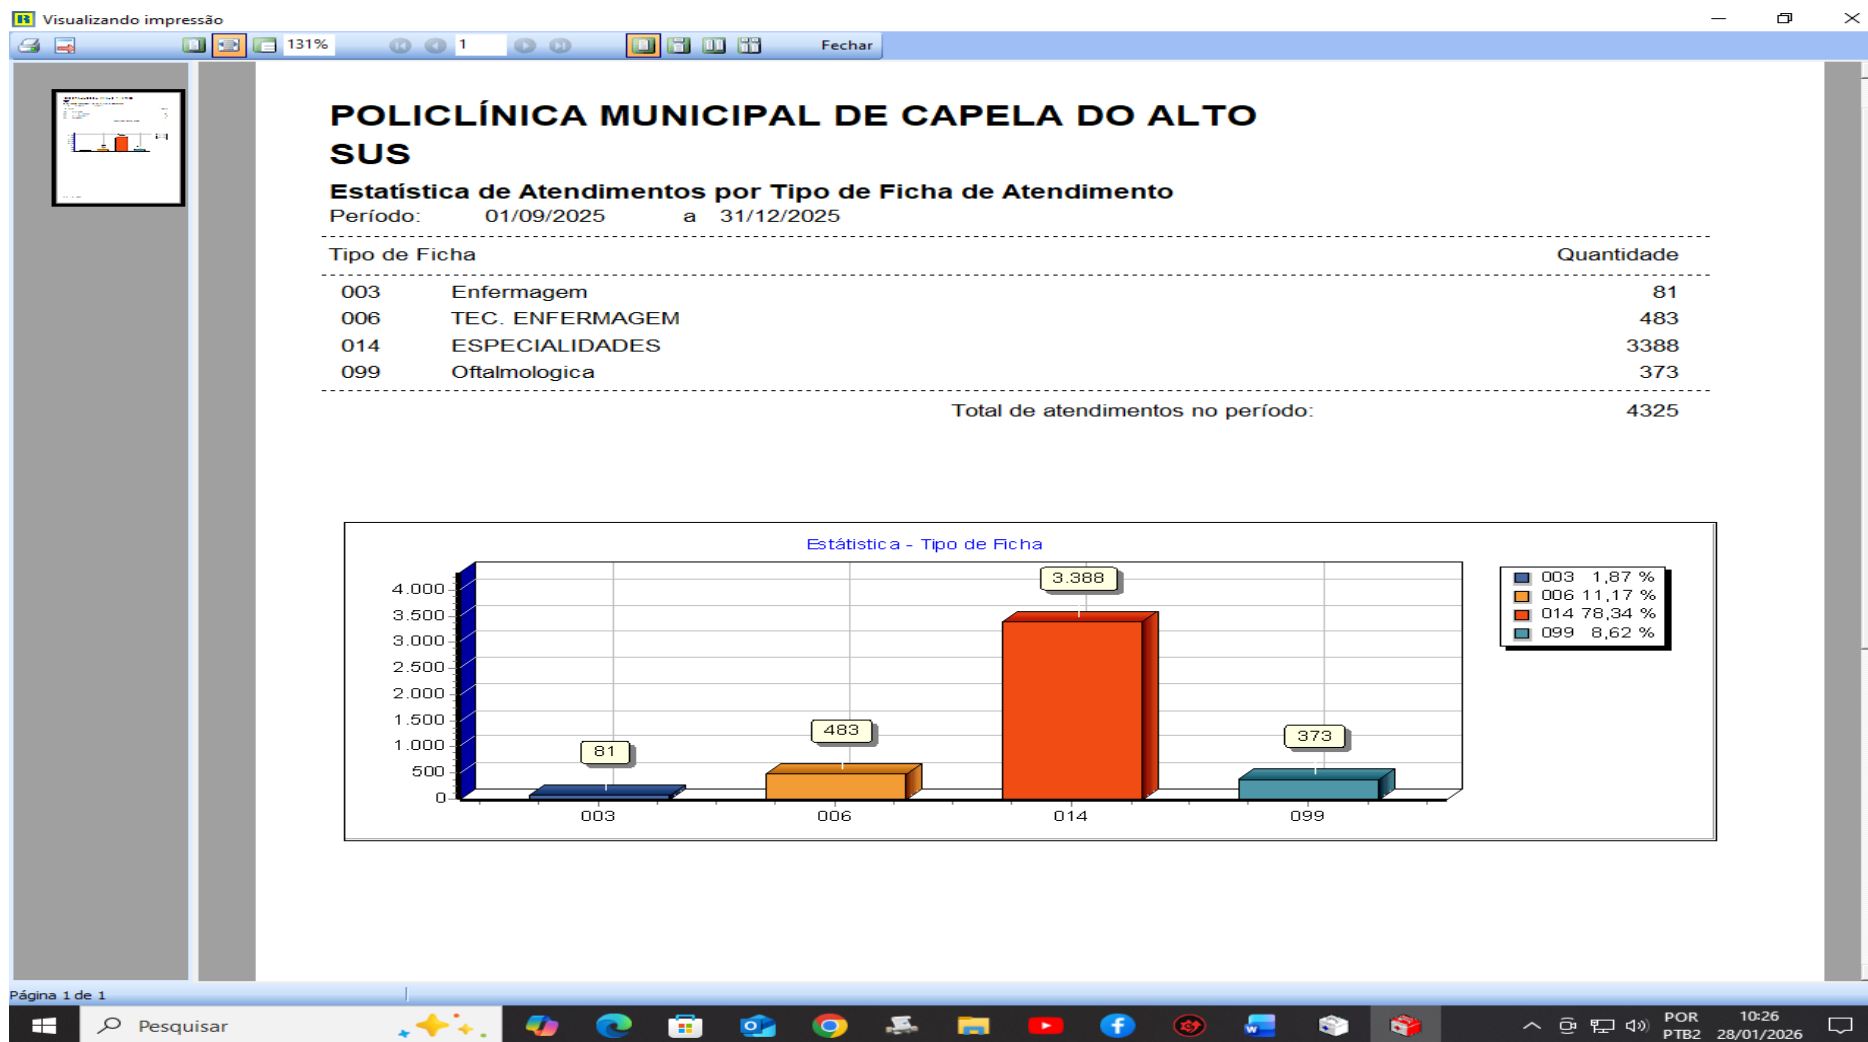 Visualizando impressão
131%
1
Fechar
POLICLÍNICA MUNICIPAL DE CAPELA DO ALTO
SUS
Estatística de Atendimentos por Tipo de Ficha de Atendimento
Período: 01/09/2025 a 31/12/2025
Tipo de Ficha Quantidade
003 Enfermagem 81
006 TEC. ENFERMAGEM 483
014 ESPECIALIDADES 3388
099 Oftalmologica 373
Total de atendimentos no período: 4325
Estátistica - Tipo de Ficha
4.000
3.500
3.000
2.500
2.000
1.500
1.000
500
0
81
483
3.388
373
003 006 014 099
003 1,87 %
006 11,17 %
014 78,34 %
099 8,62 %
Página 1 de 1
Pesquisar
POR
PTB2
10:26
28/01/2026